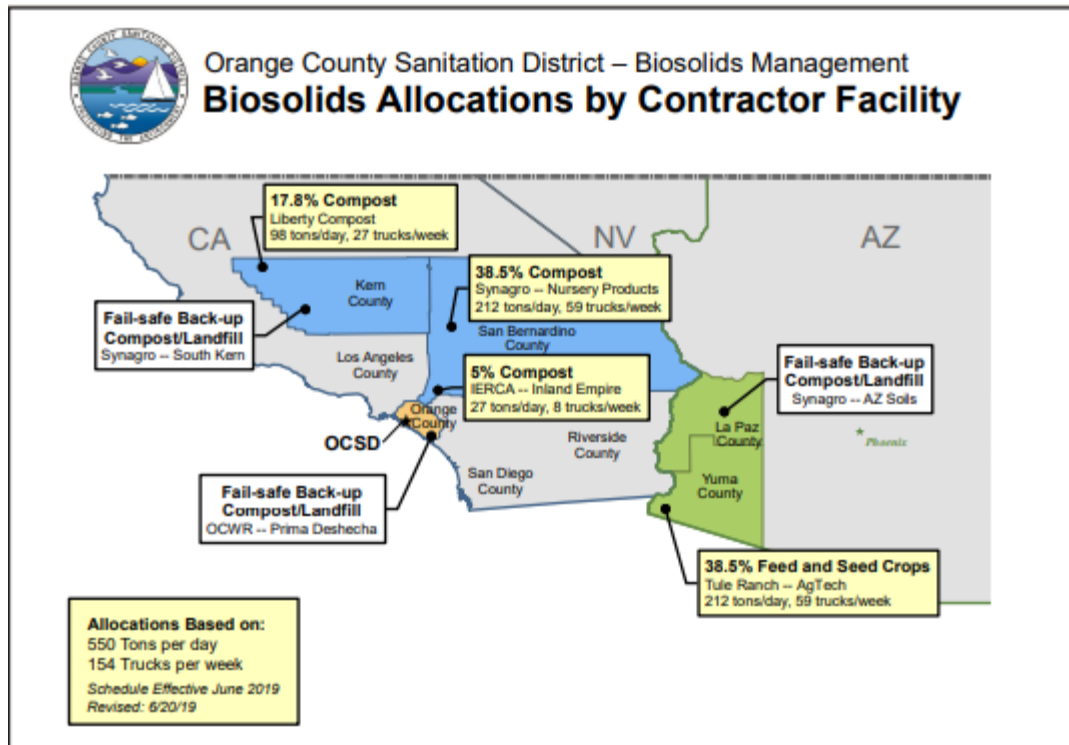 Orange County Sanitation District – Biosolids Management
Biosolids Allocations by Contractor Facility
17.8% Compost
Liberty Compost
98 tons/day, 27 trucks/week
CA
NV
AZ
38.5% Compost
Synagro -- Nursery Products
212 tons/day, 59 trucks/week
Kern
County
Fail-safe Back-up
Compost/Landfill
Synagro -- South Kern
San Bernardino
County
Los Angeles
County
5% Compost
IERCA -- Inland Empire
27 tons/day, 8 trucks/week
Fail-safe Back-up
Compost/Landfill
Synagro -- AZ Soils
Orange
County
OCSD
La Paz
County
Phoenix
Riverside
County
San Diego
County
Yuma
County
Fail-safe Back-up
Compost/Landfill
OCWR -- Prima Deshecha
38.5% Feed and Seed Crops
Tule Ranch -- AgTech
212 tons/day, 59 trucks/week
Allocations Based on:
550 Tons per day
154 Trucks per week
Schedule Effective June 2019
Revised: 6/20/19